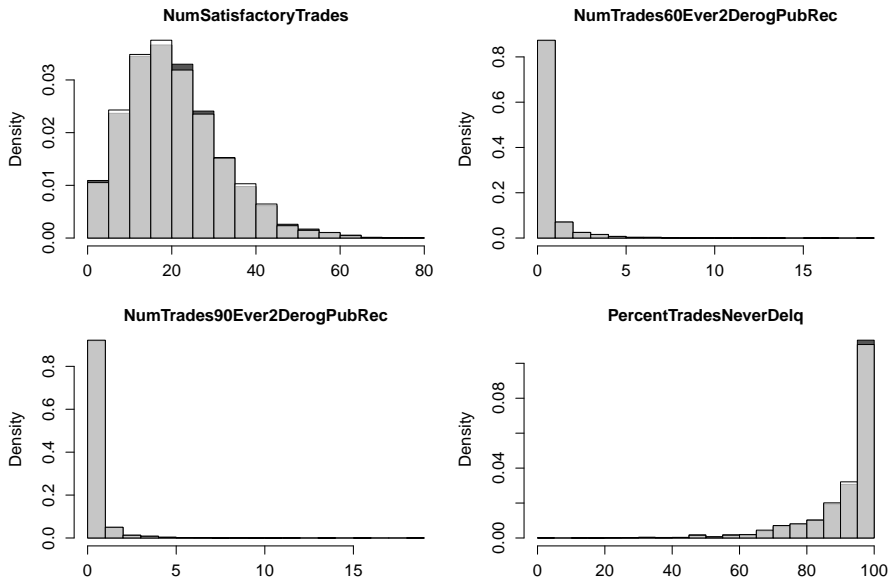 NumSatisfactoryTrades
Density
0.00 0.01 0.02 0.03
0 20 40 60 80
NumTrades60Ever2DerogPubRec
Density
0.0 0.2 0.4 0.6 0.8
0 5 10 15
NumTrades90Ever2DerogPubRec
Density
0.0 0.2 0.4 0.6 0.8
0 5 10 15
PercentTradesNeverDelq
Density
0.00 0.04 0.08
0 20 40 60 80 100